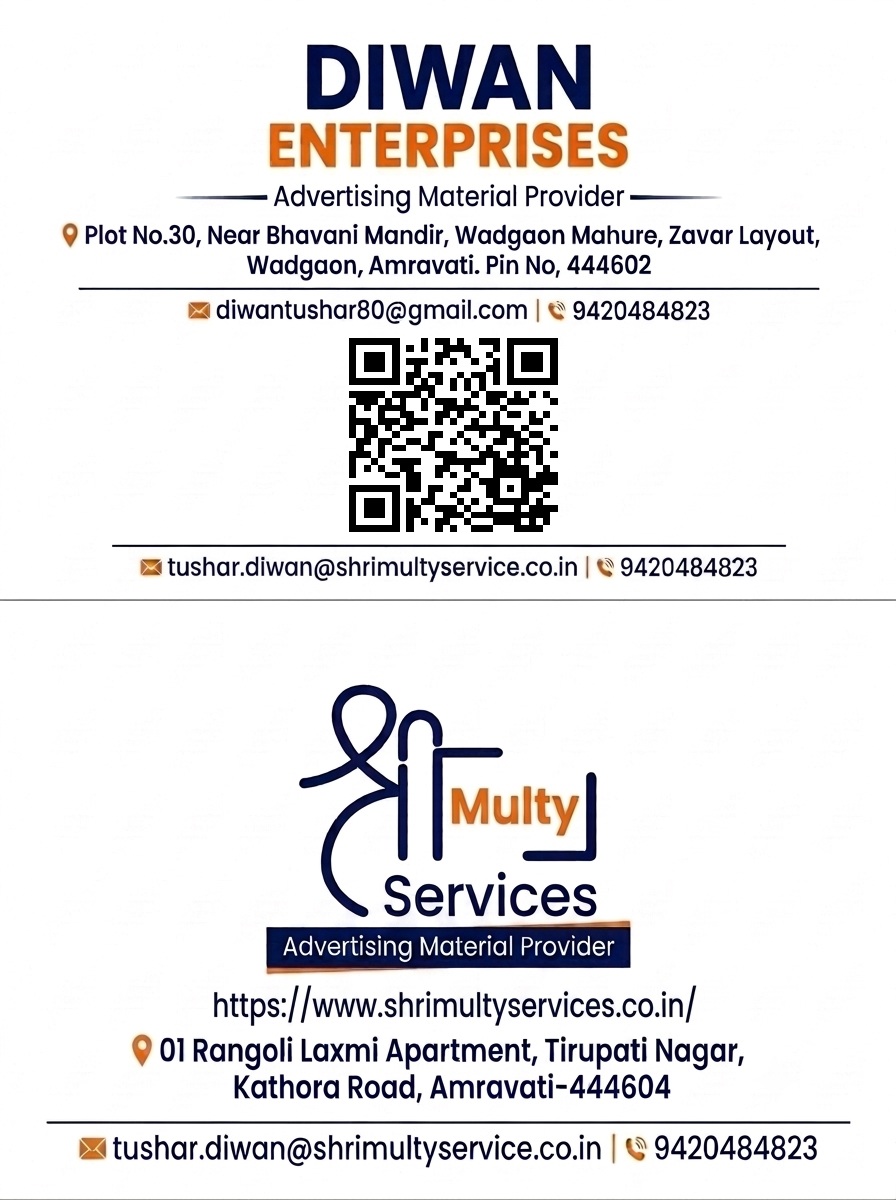 DIWAN
ENTERPRISES
Advertising Material Provider
Plot No.30, Near Bhavani Mandir, Wadgaon Mahure, Zavar Layout,
Wadgaon, Amravati. Pin No, 444602
diwantushar80@gmail.com | 9420484823
tushar.diwan@shrimultyservice.co.in | 9420484823
श्री
Multy
Services
Advertising Material Provider
https://www.shrimultyservices.co.in/
01 Rangoli Laxmi Apartment, Tirupati Nagar,
Kathora Road, Amravati-444604
tushar.diwan@shrimultyservice.co.in | 9420484823